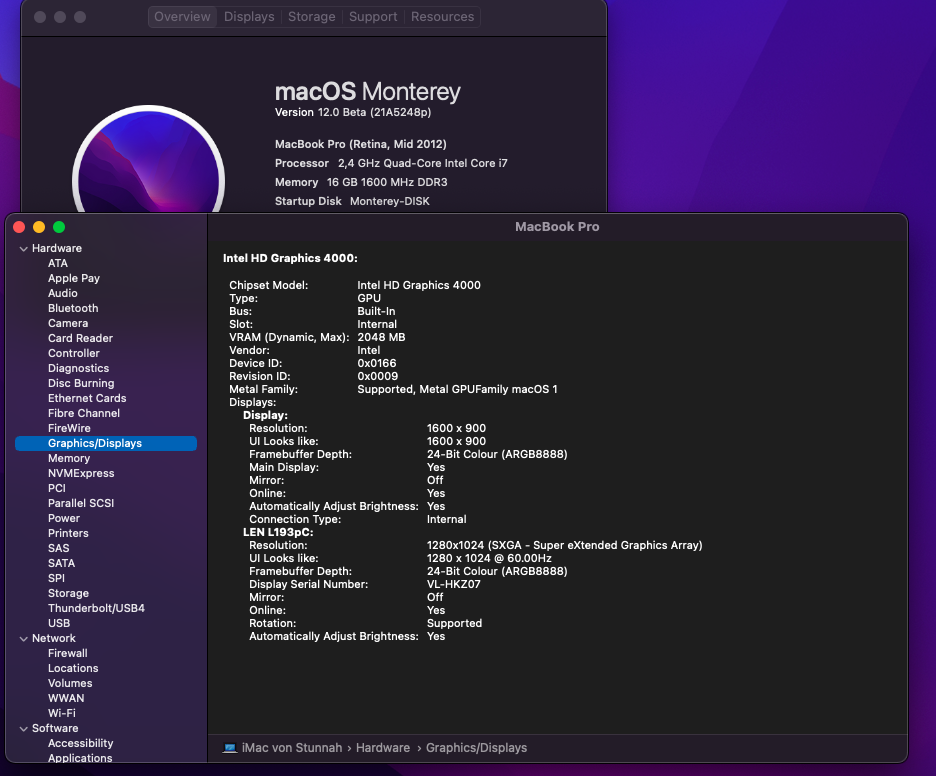 Overview Displays Storage Support Resources
macOS Monterey
Version 12.0 Beta (21A5248p)
MacBook Pro (Retina, Mid 2012)
Processor 2,4 GHz Quad-Core Intel Core i7
Memory 16 GB 1600 MHz DDR3
Startup Disk Monterey-DISK
MacBook Pro
Hardware
ATA
Apple Pay
Audio
Bluetooth
Camera
Card Reader
Controller
Diagnostics
Disc Burning
Ethernet Cards
Fibre Channel
FireWire
Graphics/Displays
Memory
NVMExpress
PCI
Parallel SCSI
Power
Printers
SAS
SATA
SPI
Storage
Thunderbolt/USB4
USB
Network
Firewall
Locations
Volumes
WWAN
Wi-Fi
Software
Accessibility
Applications
Intel HD Graphics 4000:
Chipset Model: Intel HD Graphics 4000
Type: GPU
Bus: Built-In
Slot: Internal
VRAM (Dynamic, Max): 2048 MB
Vendor: Intel
Device ID: 0x0166
Revision ID: 0x0009
Metal Family: Supported, Metal GPUFamily macOS 1
Displays:
Display:
Resolution: 1600 x 900
UI Looks like: 1600 x 900
Framebuffer Depth: 24-Bit Colour (ARGB8888)
Main Display: Yes
Mirror: Off
Online: Yes
Automatically Adjust Brightness: Yes
Connection Type: Internal
LEN L193pC:
Resolution: 1280x1024 (SXGA - Super eXtended Graphics Array)
UI Looks like: 1280 x 1024 @ 60.00Hz
Framebuffer Depth: 24-Bit Colour (ARGB8888)
Display Serial Number: VL-HKZ07
Mirror: Off
Online: Yes
Rotation: Supported
Automatically Adjust Brightness: Yes
iMac von Stunnah › Hardware › Graphics/Displays